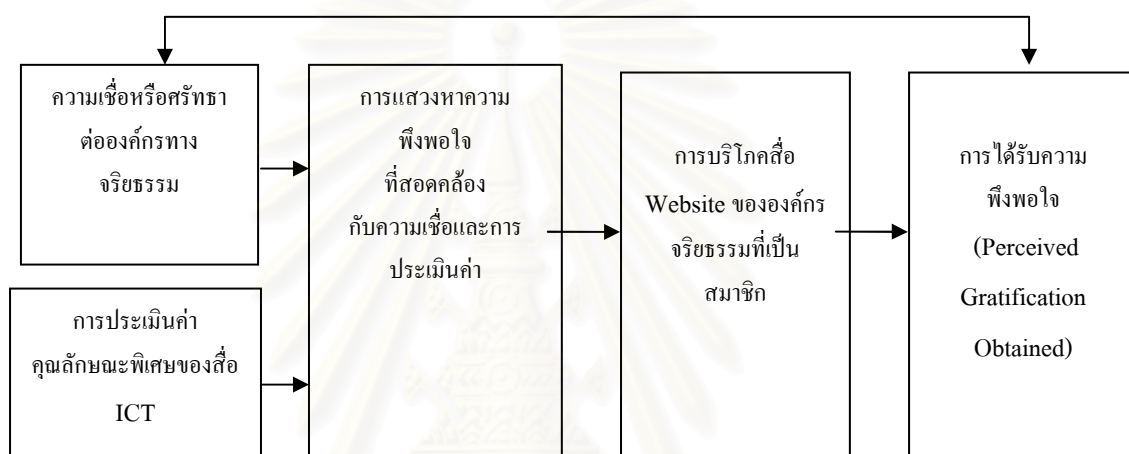 ความเชื่อหรือศรัทธา
ต่อองค์กรทาง
จริยธรรม
การประเมินค่า
คุณลักษณะพิเศษของสื่อ
ICT
การแสวงหาความ
พึงพอใจ
ที่สอดคล้อง
กับความเชื่อและการ
ประเมินค่า
การบริโภคสื่อ
Website ขององค์กร
จริยธรรมที่เป็น
สมาชิก
การได้รับความ
พึงพอใจ
(Perceived
Gratification
Obtained)